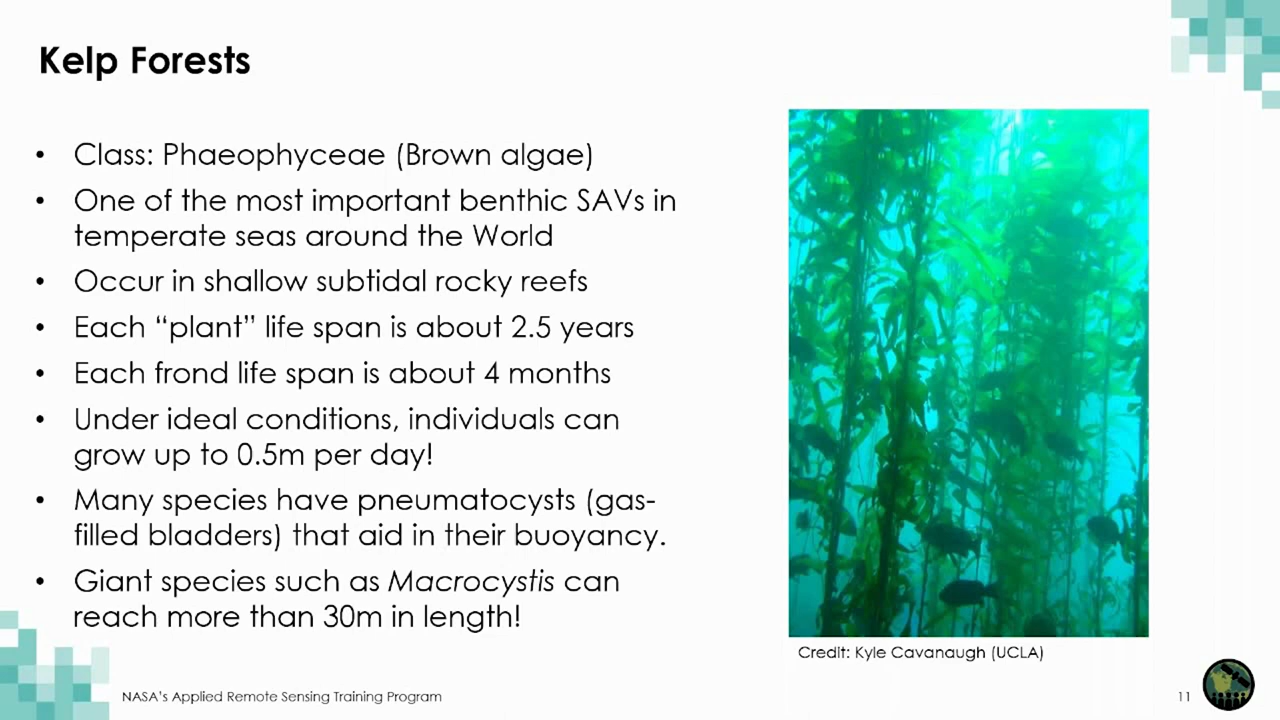 Kelp Forests
• Class: Phaeophyceae (Brown algae)
• One of the most important benthic SAVs in
temperate seas around the World
• Occur in shallow subtidal rocky reefs
• Each “plant” life span is about 2.5 years
• Each frond life span is about 4 months
• Under ideal conditions, individuals can
grow up to 0.5m per day!
• Many species have pneumatocysts (gas-
filled bladders) that aid in their buoyancy.
• Giant species such as Macrocystis can
reach more than 30m in length!
Credit: Kyle Cavanaugh (UCLA)
NASA’s Applied Remote Sensing Training Program
11